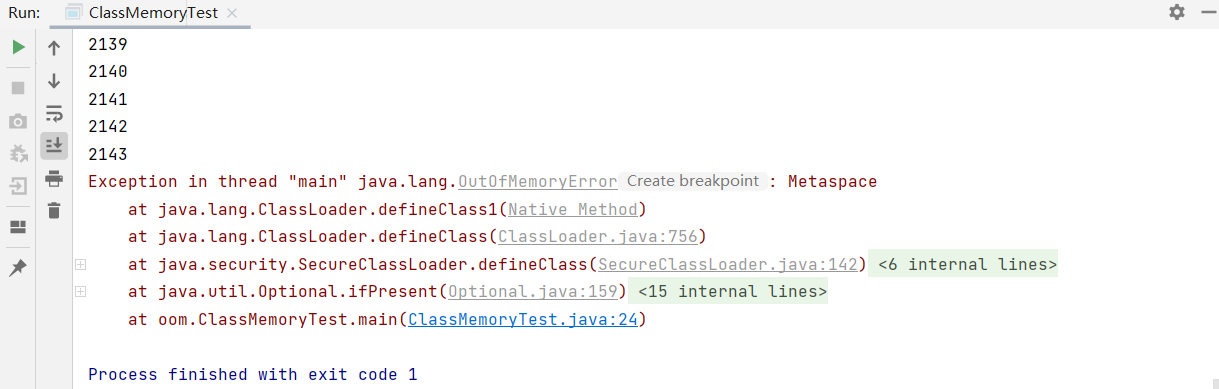 Run: ClassMemoryTest ×
2139
2140
2141
2142
2143
Exception in thread "main" java.lang.OutOfMemoryError Create breakpoint : Metaspace
at java.lang.ClassLoader.defineClass1(Native Method)
at java.lang.ClassLoader.defineClass(ClassLoader.java:756)
at java.security.SecureClassLoader.defineClass(SecureClassLoader.java:142) <6 internal lines>
at java.util.Optional.ifPresent(Optional.java:159) <15 internal lines>
at oom.ClassMemoryTest.main(ClassMemoryTest.java:24)
Process finished with exit code 1